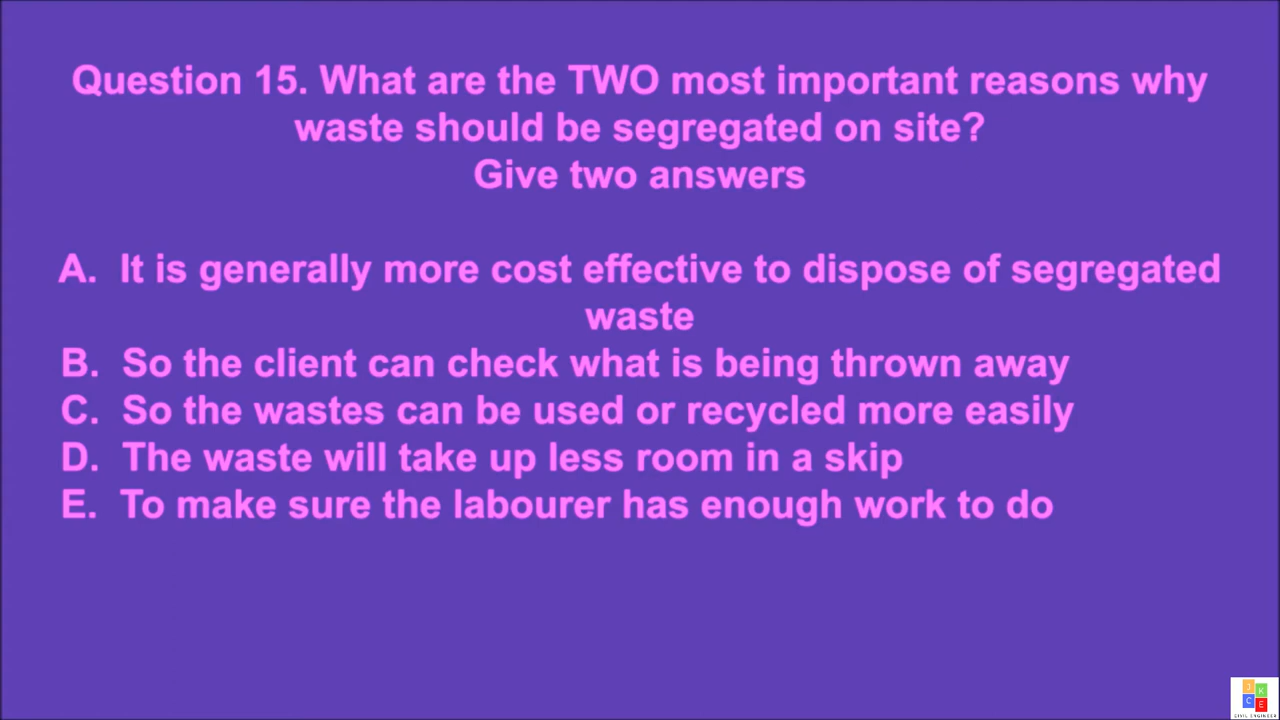 Question 15. What are the TWO most important reasons why
waste should be segregated on site?
Give two answers
A. It is generally more cost effective to dispose of segregated
waste
B. So the client can check what is being thrown away
C. So the wastes can be used or recycled more easily
D. The waste will take up less room in a skip
E. To make sure the labourer has enough work to do
J K
C E
CIVIL ENGINEER